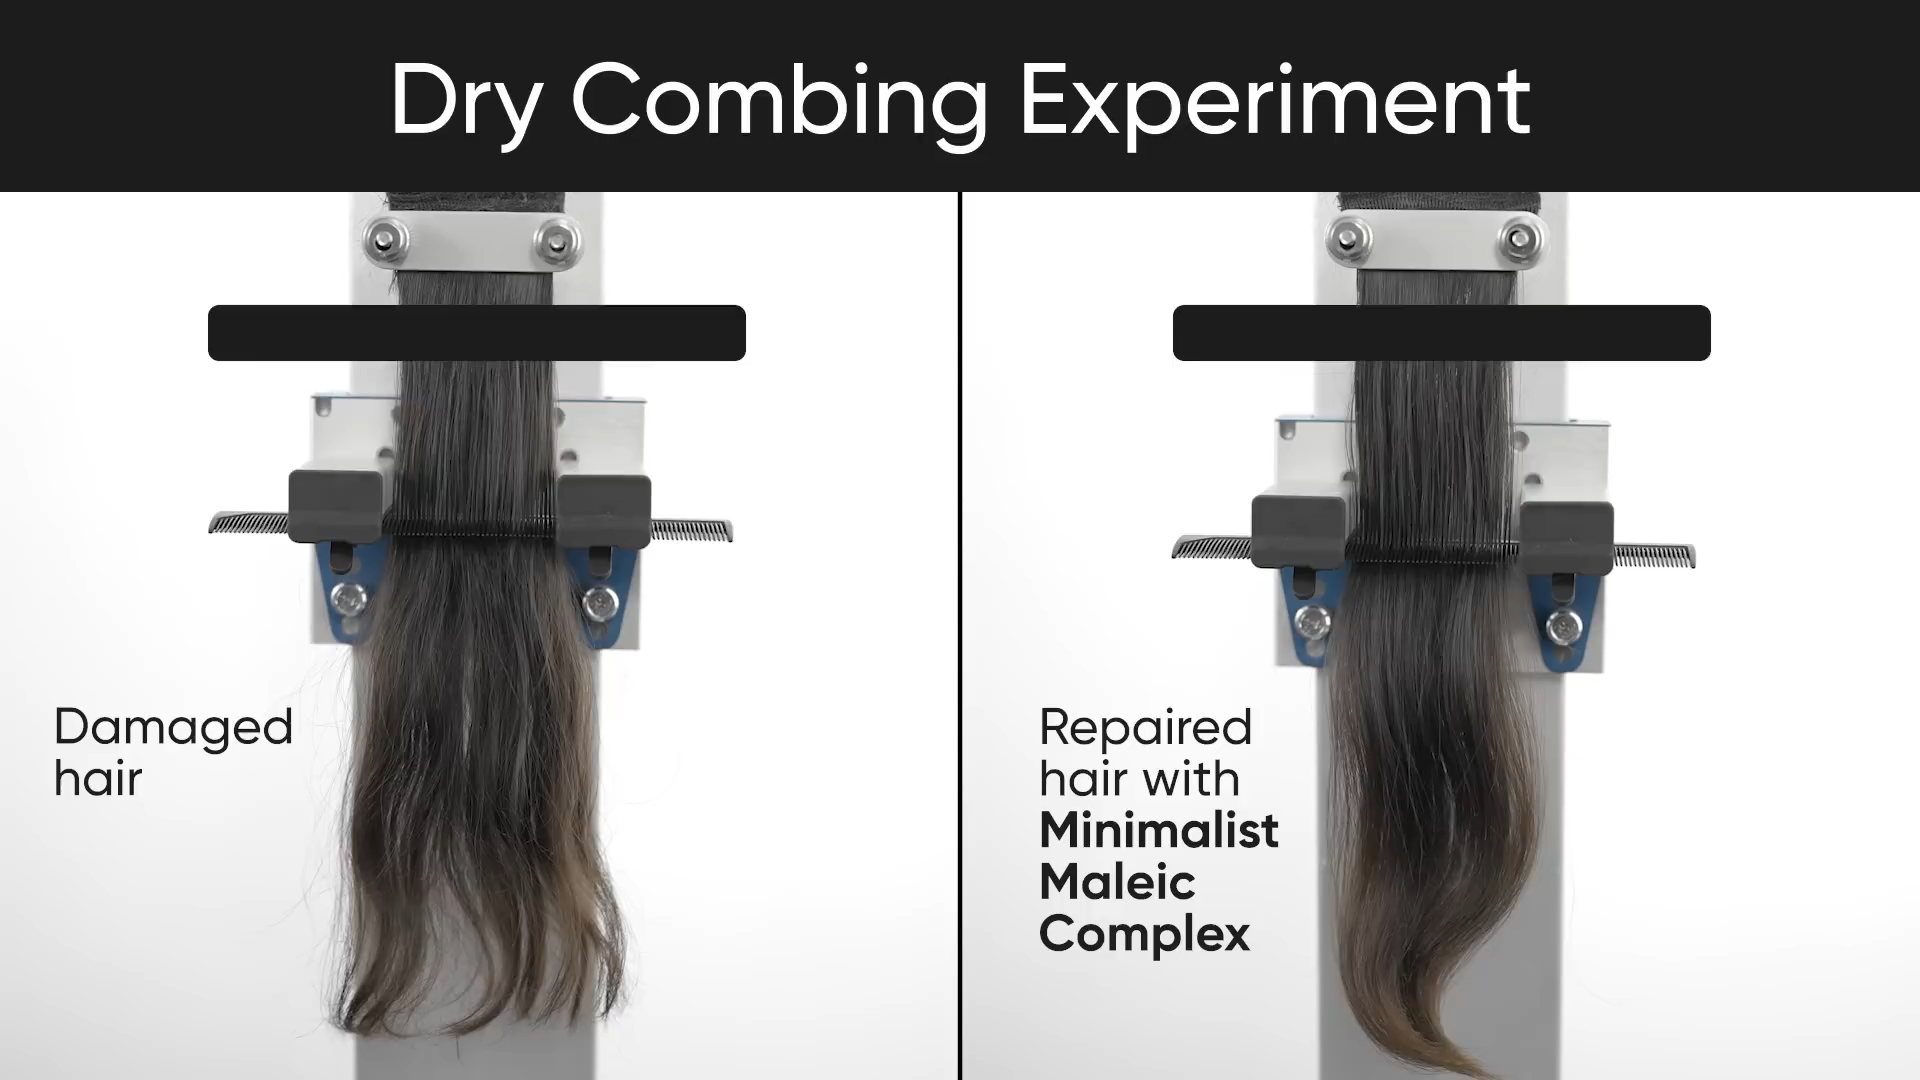 Dry Combing Experiment
Damaged
hair
Repaired
hair with
Minimalist
Maleic
Complex